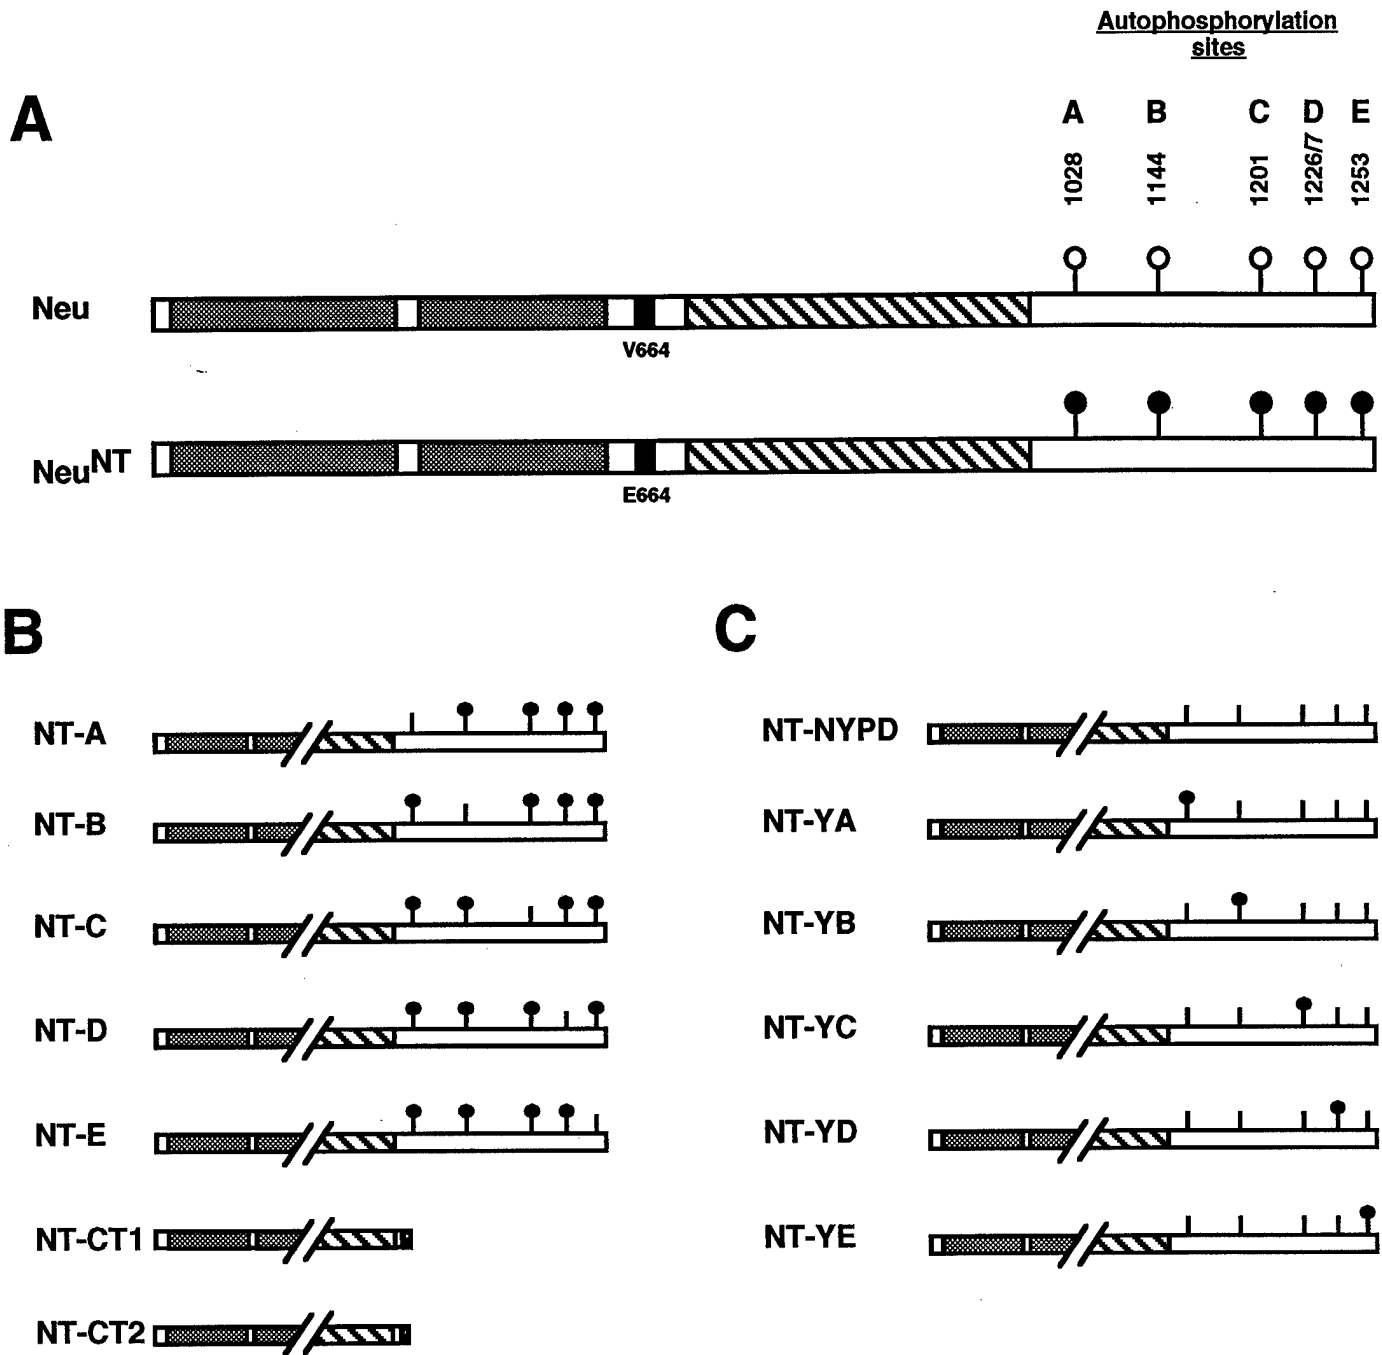 Autophosphorylation
sites
A
A B C D E
1028 1144 1201 1226/7 1253
Neu
V664
NeuNT
E664
B
C
NT-A
NT-NYPD
NT-B
NT-YA
NT-C
NT-YB
NT-D
NT-YC
NT-E
NT-YD
NT-CT1
NT-YE
NT-CT2